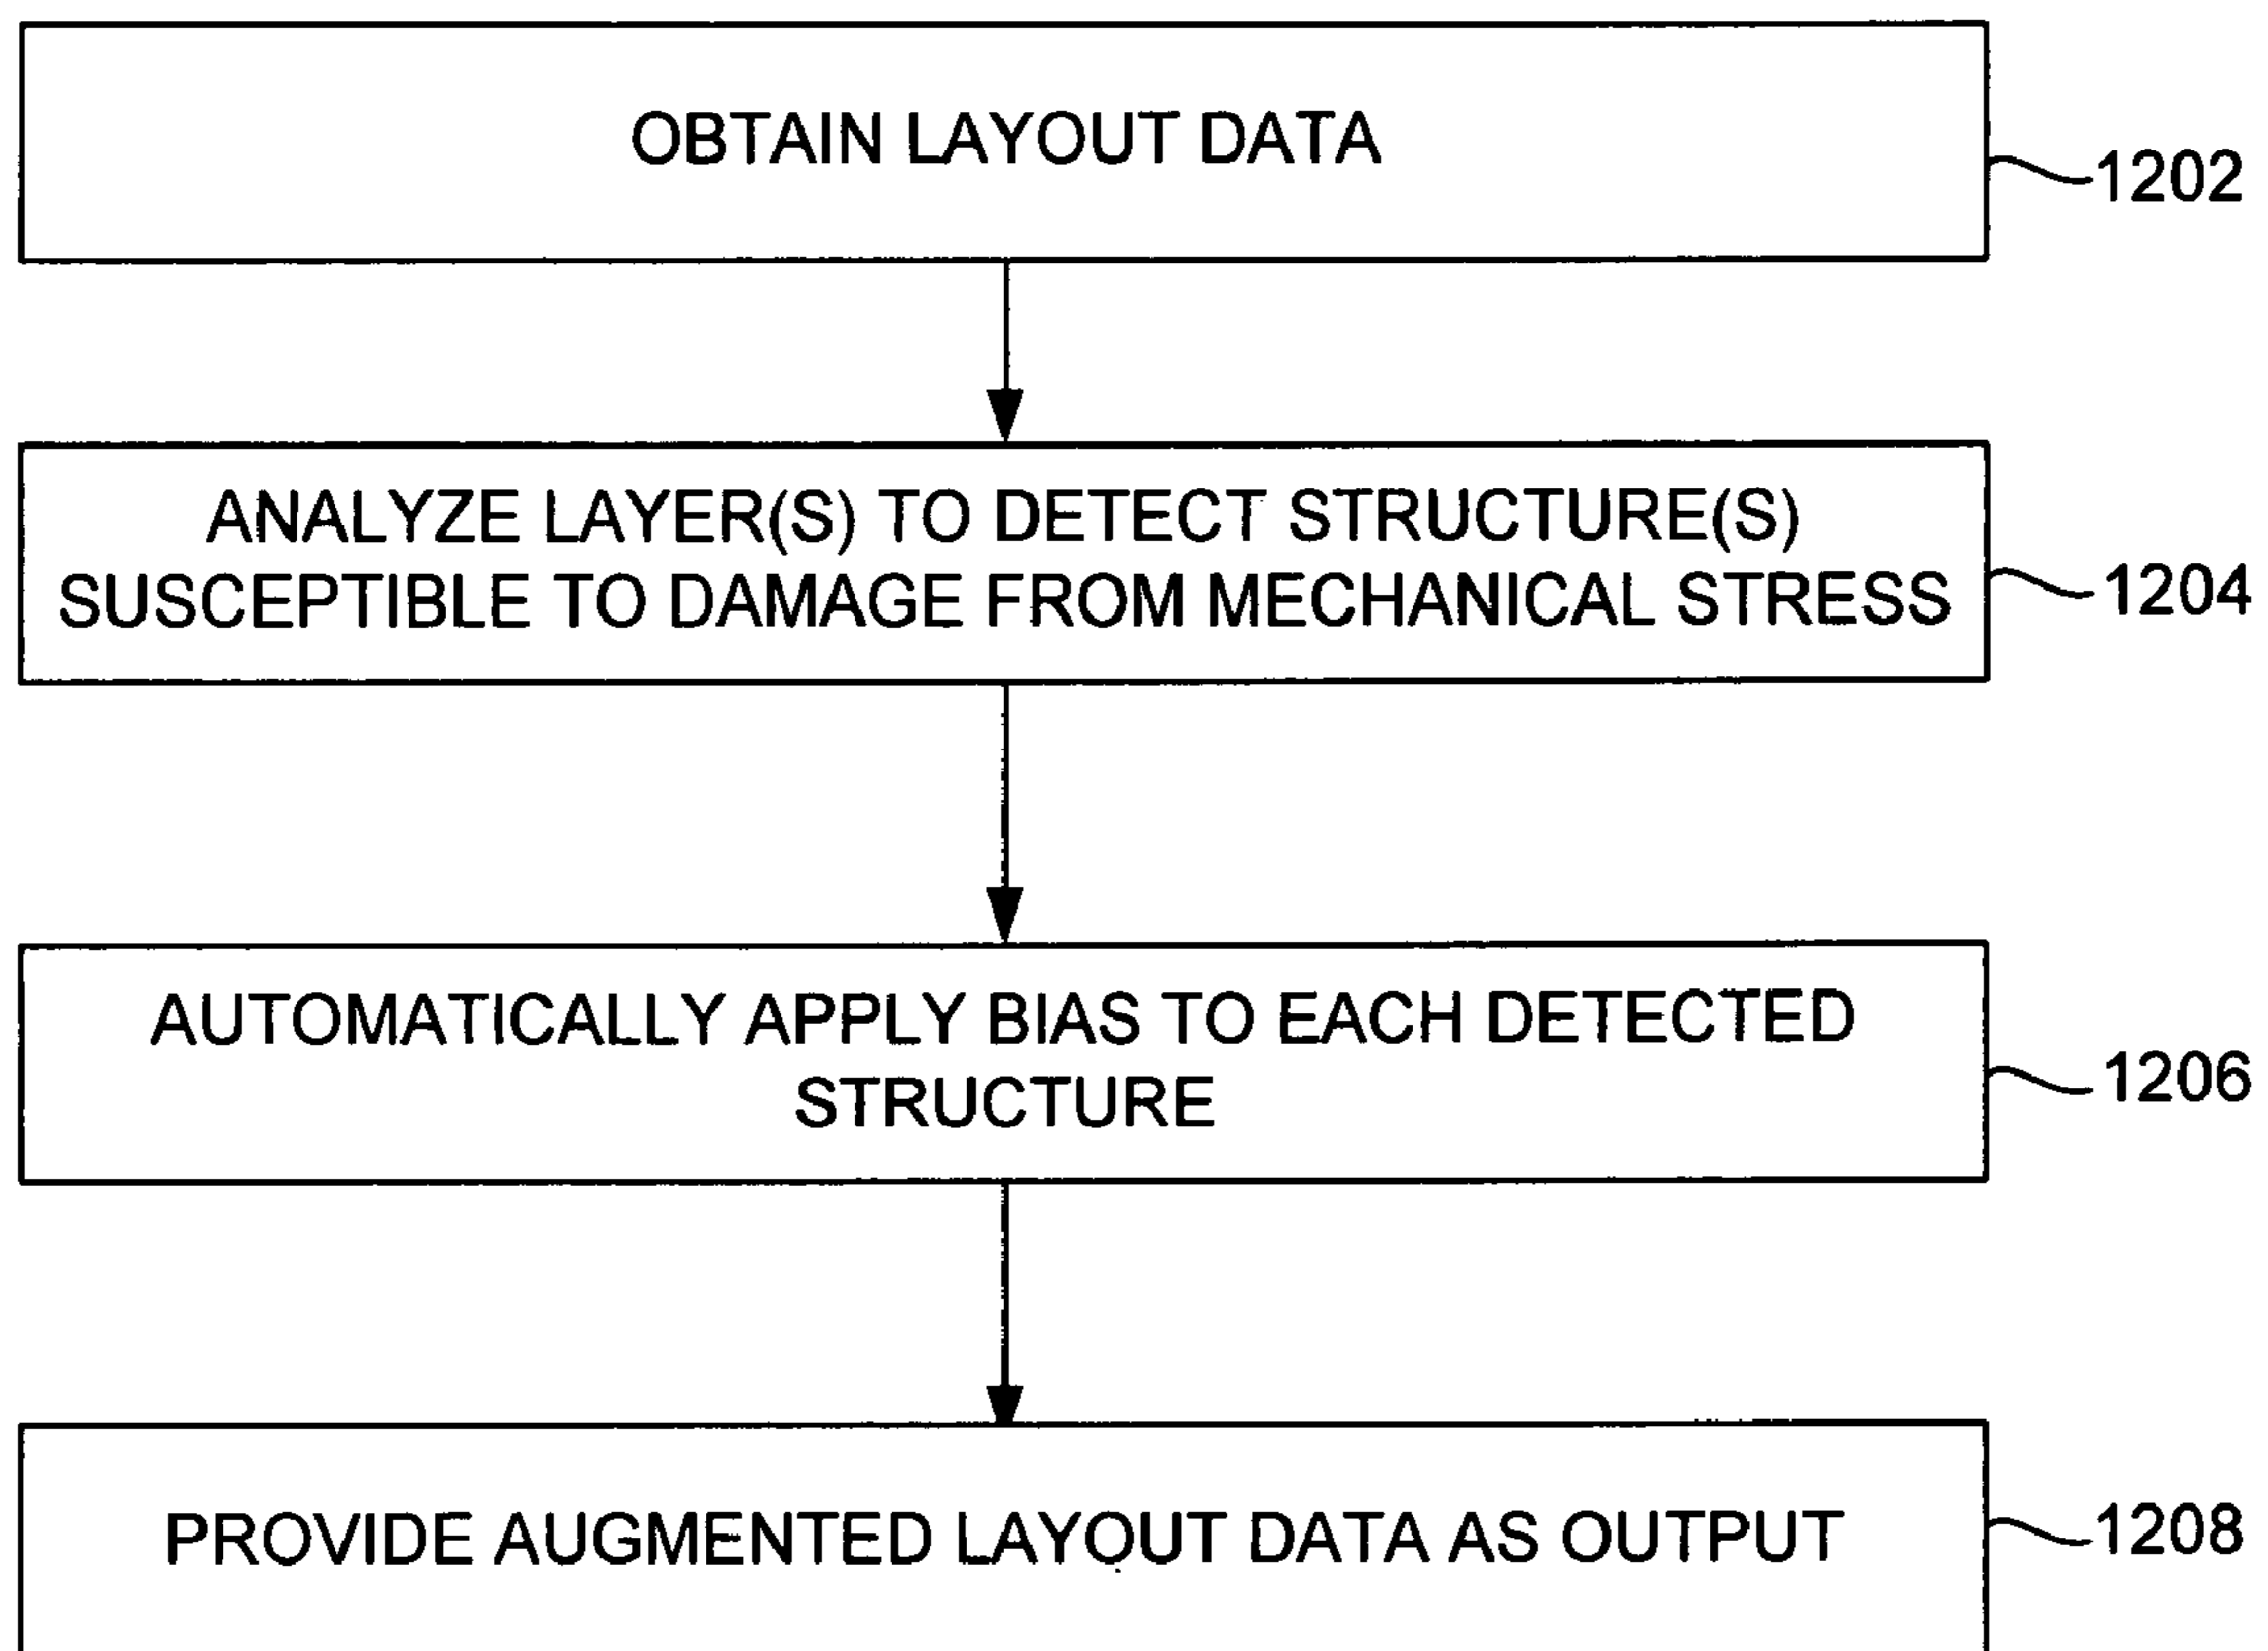 OBTAIN LAYOUT DATA
1202
ANALYZE LAYER(S) TO DETECT STRUCTURE(S)
SUSCEPTIBLE TO DAMAGE FROM MECHANICAL STRESS
1204
AUTOMATICALLY APPLY BIAS TO EACH DETECTED
STRUCTURE
1206
PROVIDE AUGMENTED LAYOUT DATA AS OUTPUT
1208